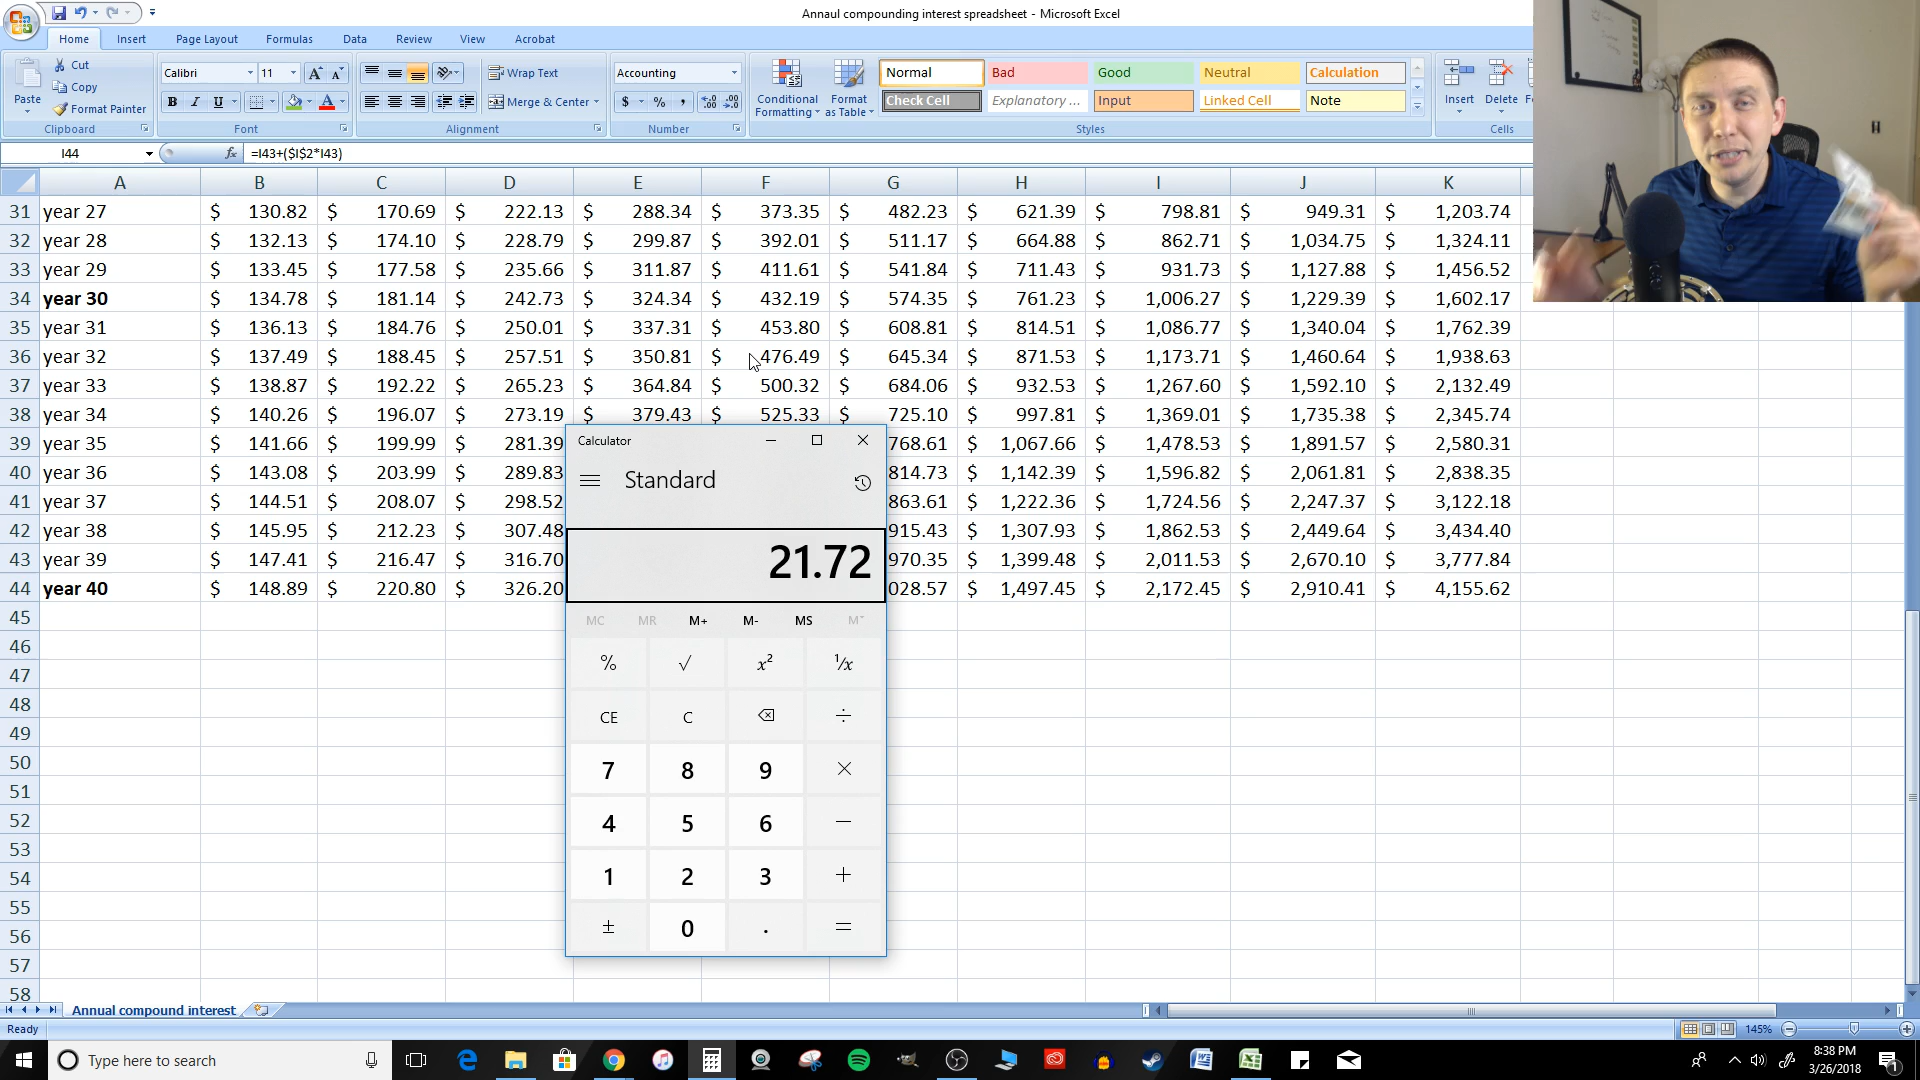 Annaul compounding interest spreadsheet - Microsoft Excel
Home Insert Page Layout Formulas Data Review View Acrobat
Cut
Copy
Format Painter
Paste
Clipboard
Calibri 11
B I U
Font
Wrap Text
Merge & Center
Alignment
Accounting
$ % ,
Number
Conditional Formatting
Format as Table
Normal Bad Good Neutral Calculation
Check Cell Explanatory ... Input Linked Cell Note
Styles
Insert Delete
Cells
I44 fx =I43+($I$2*I43)
A B C D E F G H I J K
31 year 27 $ 130.82 $ 170.69 $ 222.13 $ 288.34 $ 373.35 $ 482.23 $ 621.39 $ 798.81 $ 949.31 $ 1,203.74
32 year 28 $ 132.13 $ 174.10 $ 228.79 $ 299.87 $ 392.01 $ 511.17 $ 664.88 $ 862.71 $ 1,034.75 $ 1,324.11
33 year 29 $ 133.45 $ 177.58 $ 235.66 $ 311.87 $ 411.61 $ 541.84 $ 711.43 $ 931.73 $ 1,127.88 $ 1,456.52
34 year 30 $ 134.78 $ 181.14 $ 242.73 $ 324.34 $ 432.19 $ 574.35 $ 761.23 $ 1,006.27 $ 1,229.39 $ 1,602.17
35 year 31 $ 136.13 $ 184.76 $ 250.01 $ 337.31 $ 453.80 $ 608.81 $ 814.51 $ 1,086.77 $ 1,340.04 $ 1,762.39
36 year 32 $ 137.49 $ 188.45 $ 257.51 $ 350.81 $ 476.49 $ 645.34 $ 871.53 $ 1,173.71 $ 1,460.64 $ 1,938.63
37 year 33 $ 138.87 $ 192.22 $ 265.23 $ 364.84 $ 500.32 $ 684.06 $ 932.53 $ 1,267.60 $ 1,592.10 $ 2,132.49
38 year 34 $ 140.26 $ 196.07 $ 273.19 $ 379.43 $ 525.33 $ 725.10 $ 997.81 $ 1,369.01 $ 1,735.38 $ 2,345.74
39 year 35 $ 141.66 $ 199.99 $ 281.39 768.61 $ 1,067.66 $ 1,478.53 $ 1,891.57 $ 2,580.31
40 year 36 $ 143.08 $ 203.99 $ 289.83 814.73 $ 1,142.39 $ 1,596.82 $ 2,061.81 $ 2,838.35
41 year 37 $ 144.51 $ 208.07 $ 298.52 863.61 $ 1,222.36 $ 1,724.56 $ 2,247.37 $ 3,122.18
42 year 38 $ 145.95 $ 212.23 $ 307.48 915.43 $ 1,307.93 $ 1,862.53 $ 2,449.64 $ 3,434.40
43 year 39 $ 147.41 $ 216.47 $ 316.70 970.35 $ 1,399.48 $ 2,011.53 $ 2,670.10 $ 3,777.84
44 year 40 $ 148.89 $ 220.80 $ 326.20 028.57 $ 1,497.45 $ 2,172.45 $ 2,910.41 $ 4,155.62
45
46
47
48
49
50
51
52
53
54
55
56
57
58
Calculator
Standard
21.72
MC MR M+ M- MS M
% √ x² ¹/x
CE C ÷
7 8 9 ×
4 5 6 −
1 2 3 +
± 0 . =
Annual compound interest
Ready 145%
Type here to search
8:38 PM
3/26/2018
1